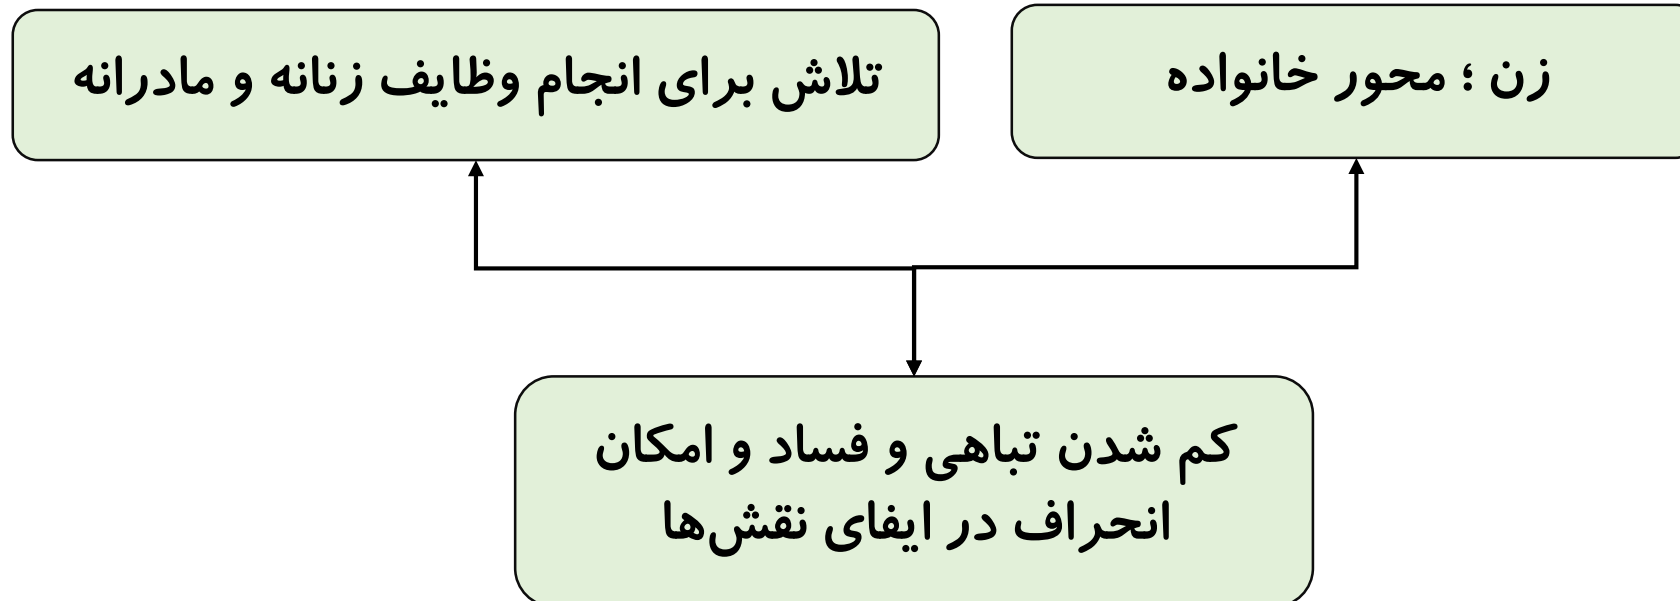 زن ؛ محور خانواده
تلاش برای انجام وظایف زنانه و مادرانه
کم شدن تباهی و فساد و امکان
انحراف در ایفای نقش‌ها